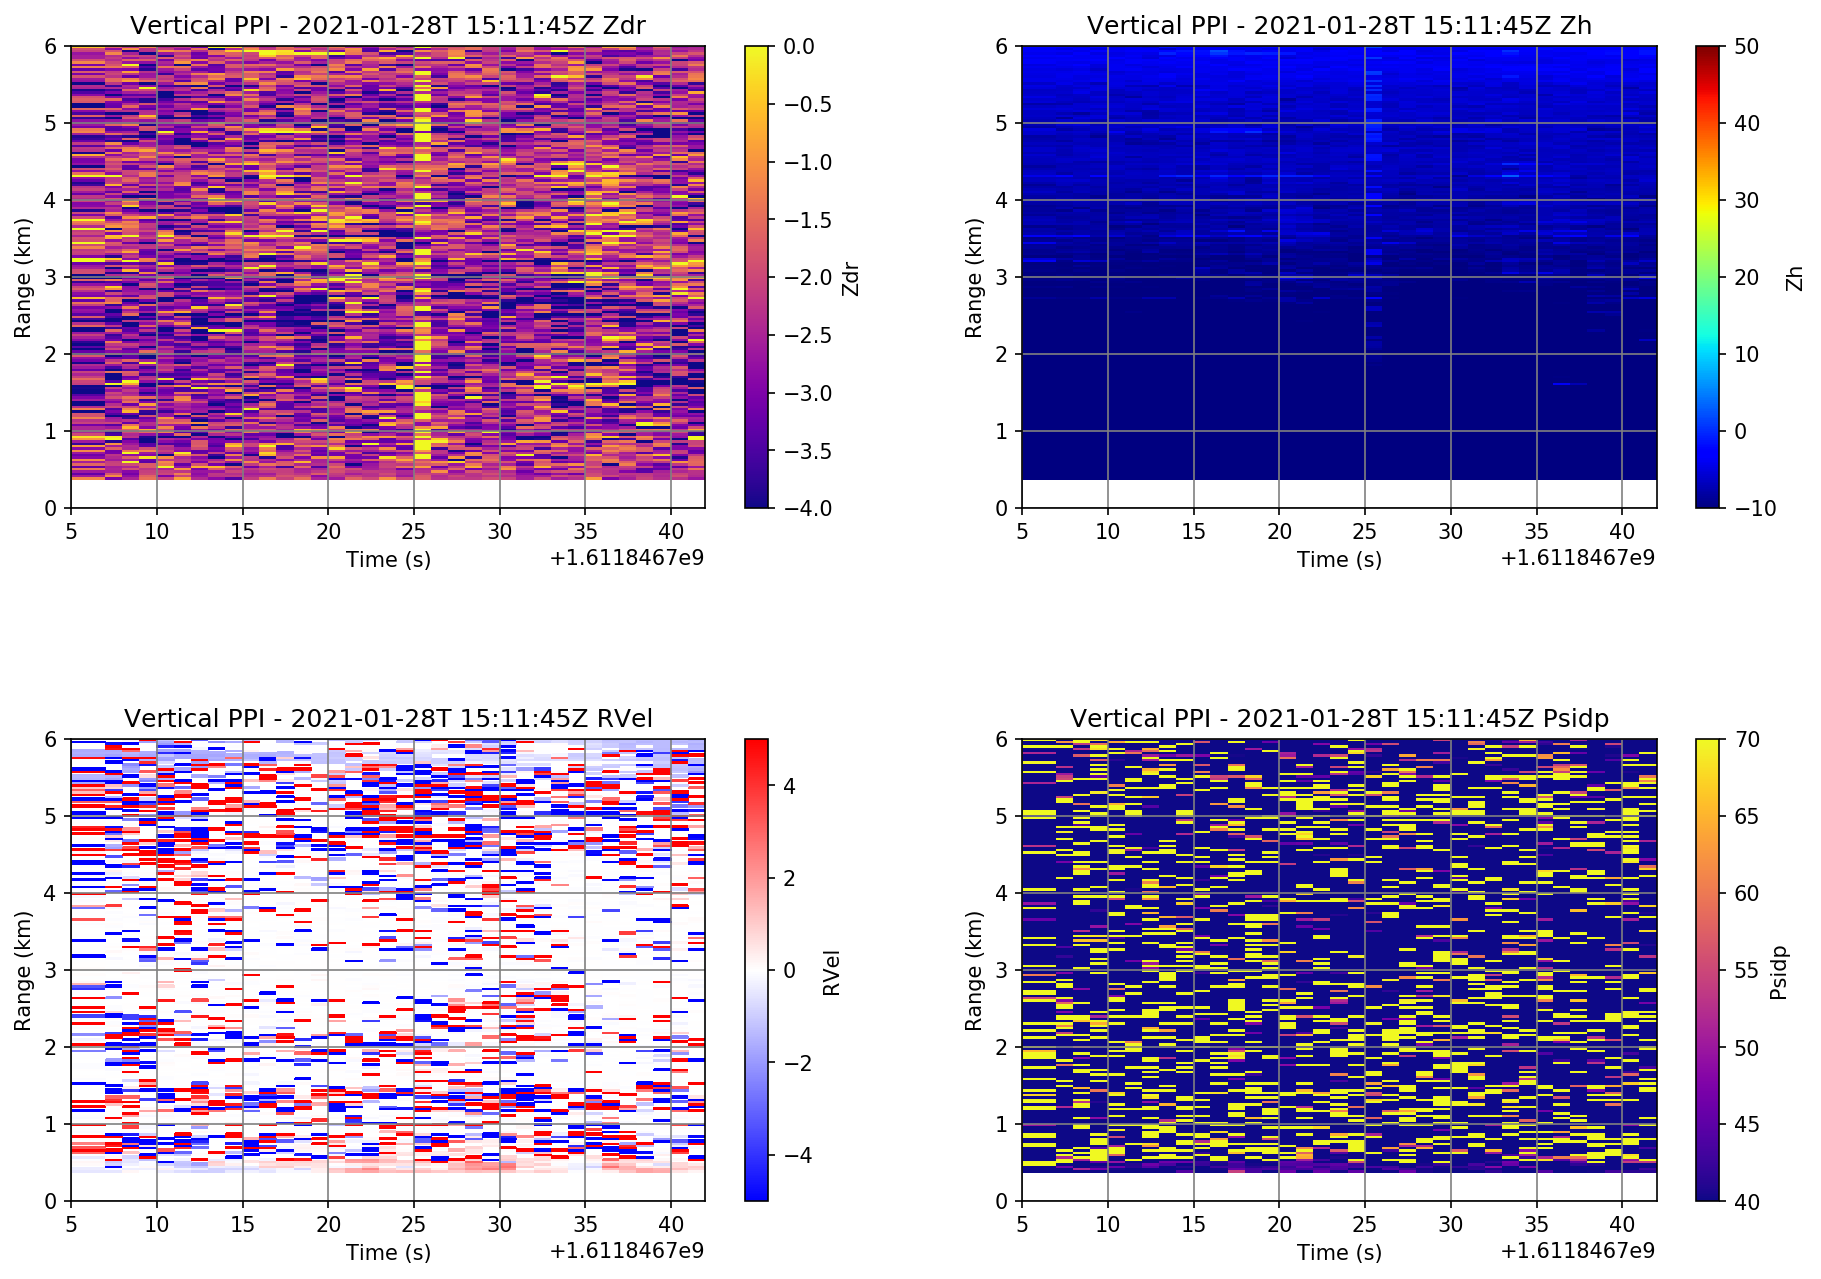 Vertical PPI - 2021-01-28T 15:11:45Z Zdr
6
5
4
3
2
1
0
Range (km)
5 10 15 20 25 30 35 40
Time (s)
+1.6118467e9
0.0
−0.5
−1.0
−1.5
−2.0
−2.5
−3.0
−3.5
−4.0
Zdr
Vertical PPI - 2021-01-28T 15:11:45Z Zh
6
5
4
3
2
1
0
Range (km)
5 10 15 20 25 30 35 40
Time (s)
+1.6118467e9
50
40
30
20
10
0
−10
Zh
Vertical PPI - 2021-01-28T 15:11:45Z RVel
6
5
4
3
2
1
0
Range (km)
5 10 15 20 25 30 35 40
Time (s)
+1.6118467e9
4
2
0
−2
−4
RVel
Vertical PPI - 2021-01-28T 15:11:45Z Psidp
6
5
4
3
2
1
0
Range (km)
5 10 15 20 25 30 35 40
Time (s)
+1.6118467e9
70
65
60
55
50
45
40
Psidp